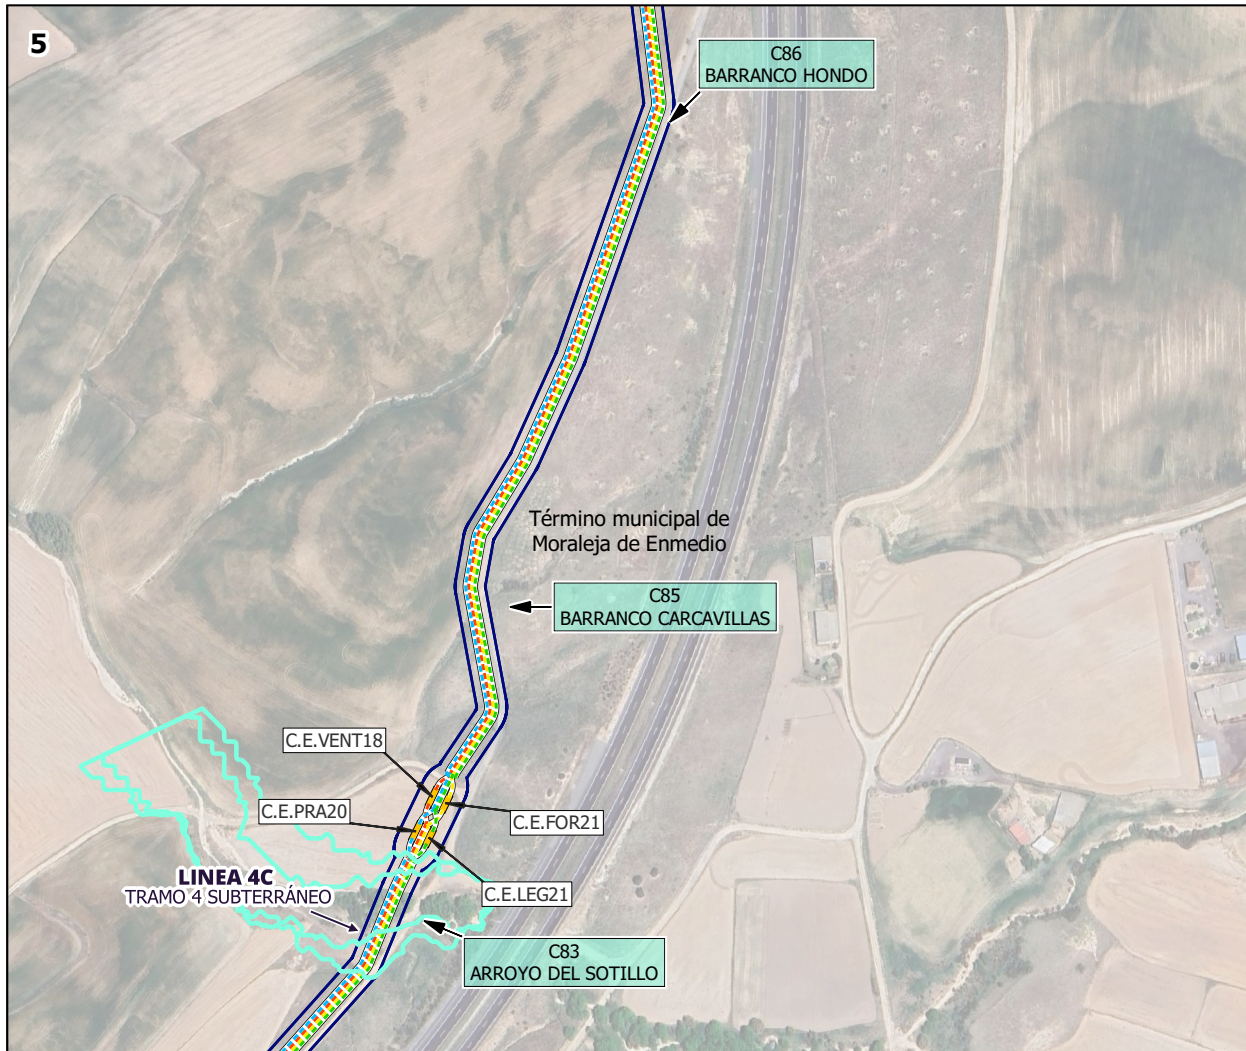 5
C86
BARRANCO HONDO
Término municipal de
Moraleja de Enmedio
C85
BARRANCO CARCAVILLAS
C.E.VENT18
C.E.PRA20
C.E.FOR21
LINEA 4C
TRAMO 4 SUBTERRÁNEO
C.E.LEG21
C83
ARROYO DEL SOTILLO